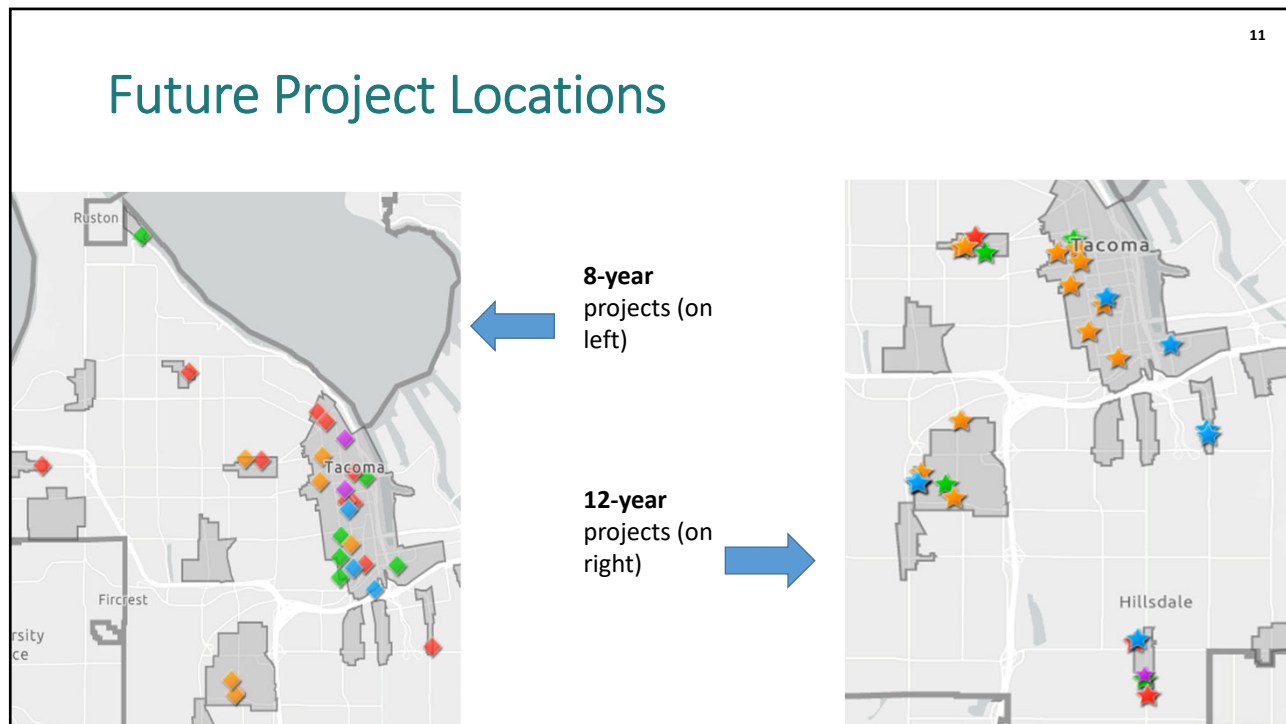 11
Future Project Locations
Ruston
Tacoma
Fircrest
rsity
ce
8-year
projects (on
left)
12-year
projects (on
right)
Tacoma
Hillsdale